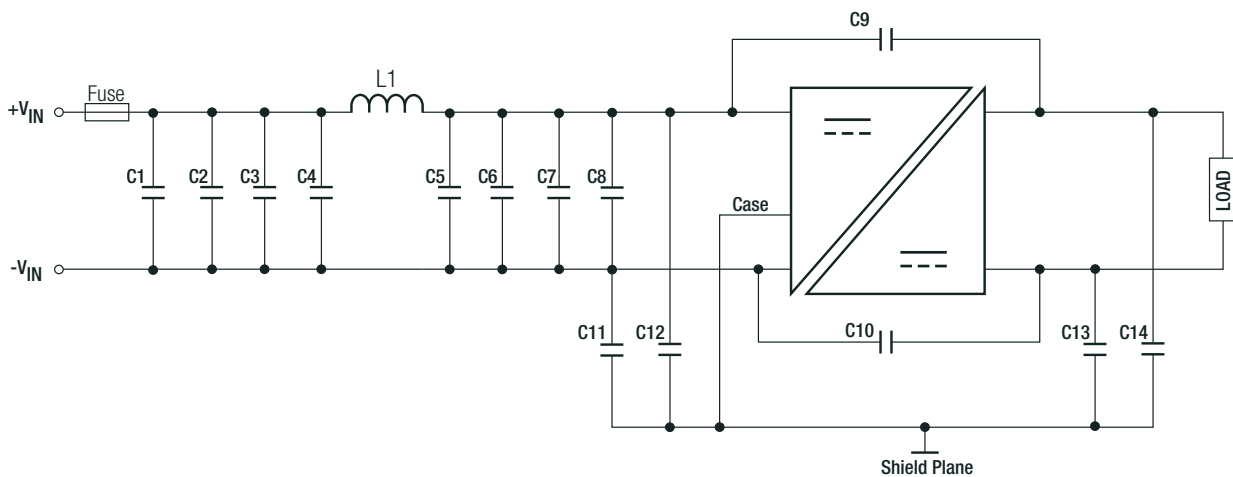 C9
L1
Fuse
+VIN
C1
C2
C3
C4
C5
C6
C7
C8
Case
LOAD
-VIN
C11
C12
C10
C13
C14
Shield Plane